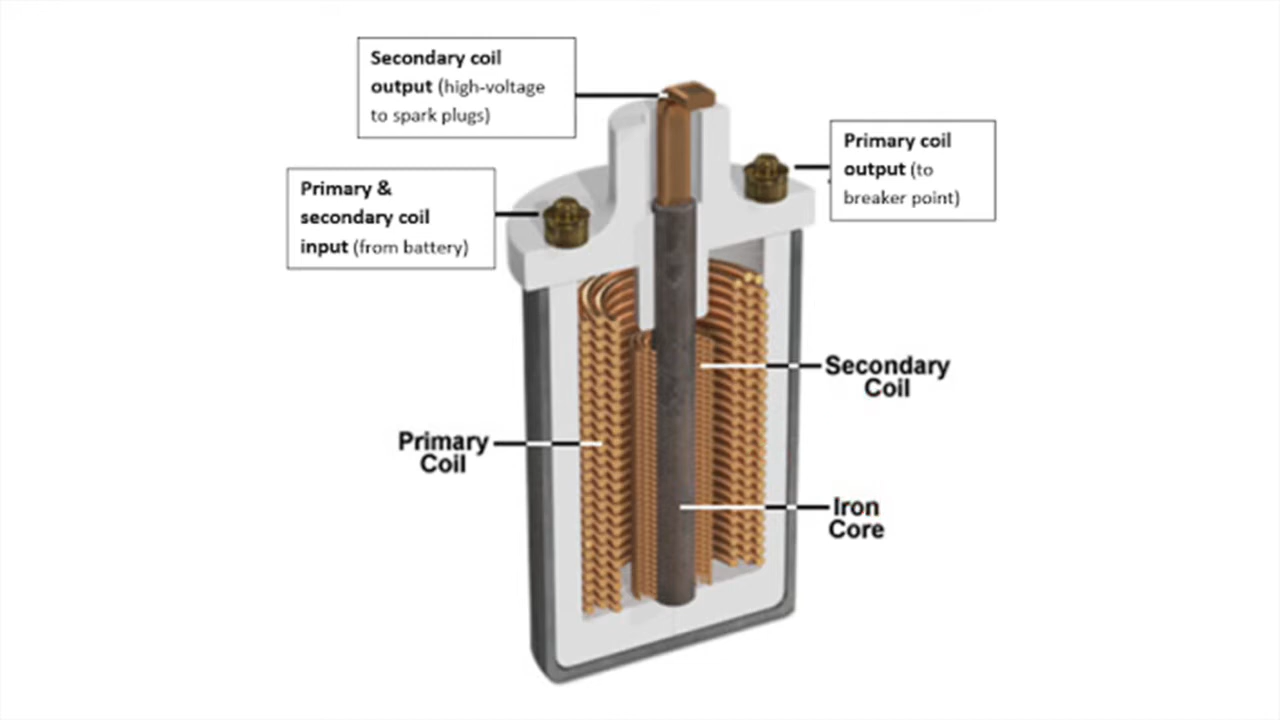 Secondary coil
output (high-voltage
to spark plugs)
Primary coil
output (to
breaker point)
Primary &
secondary coil
input (from battery)
Secondary
Coil
Primary
Coil
Iron
Core